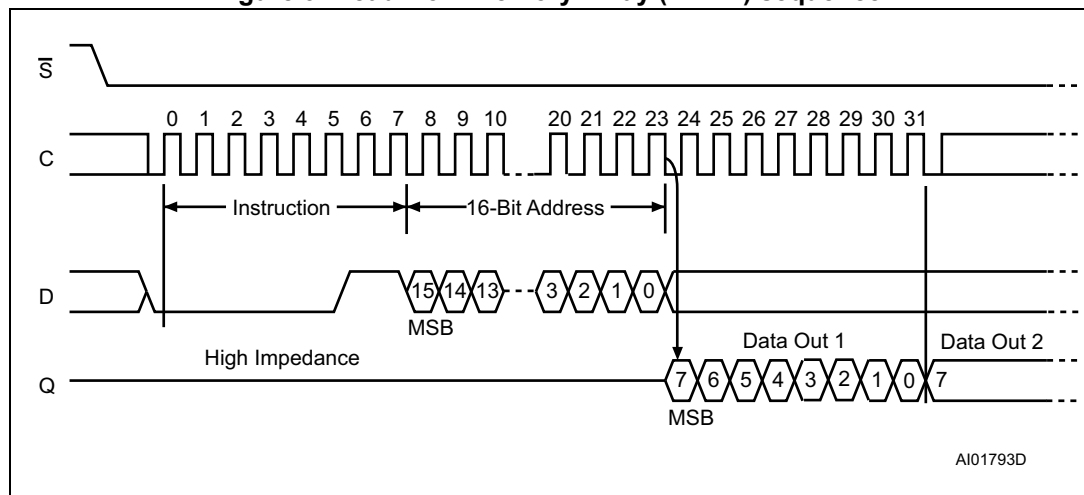 S
0 1 2 3 4 5 6 7 8 9 10 20 21 22 23 24 25 26 27 28 29 30 31
C
Instruction 16-Bit Address
D 15 14 13 3 2 1 0
MSB
Data Out 1 Data Out 2
High Impedance
Q 7 6 5 4 3 2 1 0 7
MSB
AI01793D